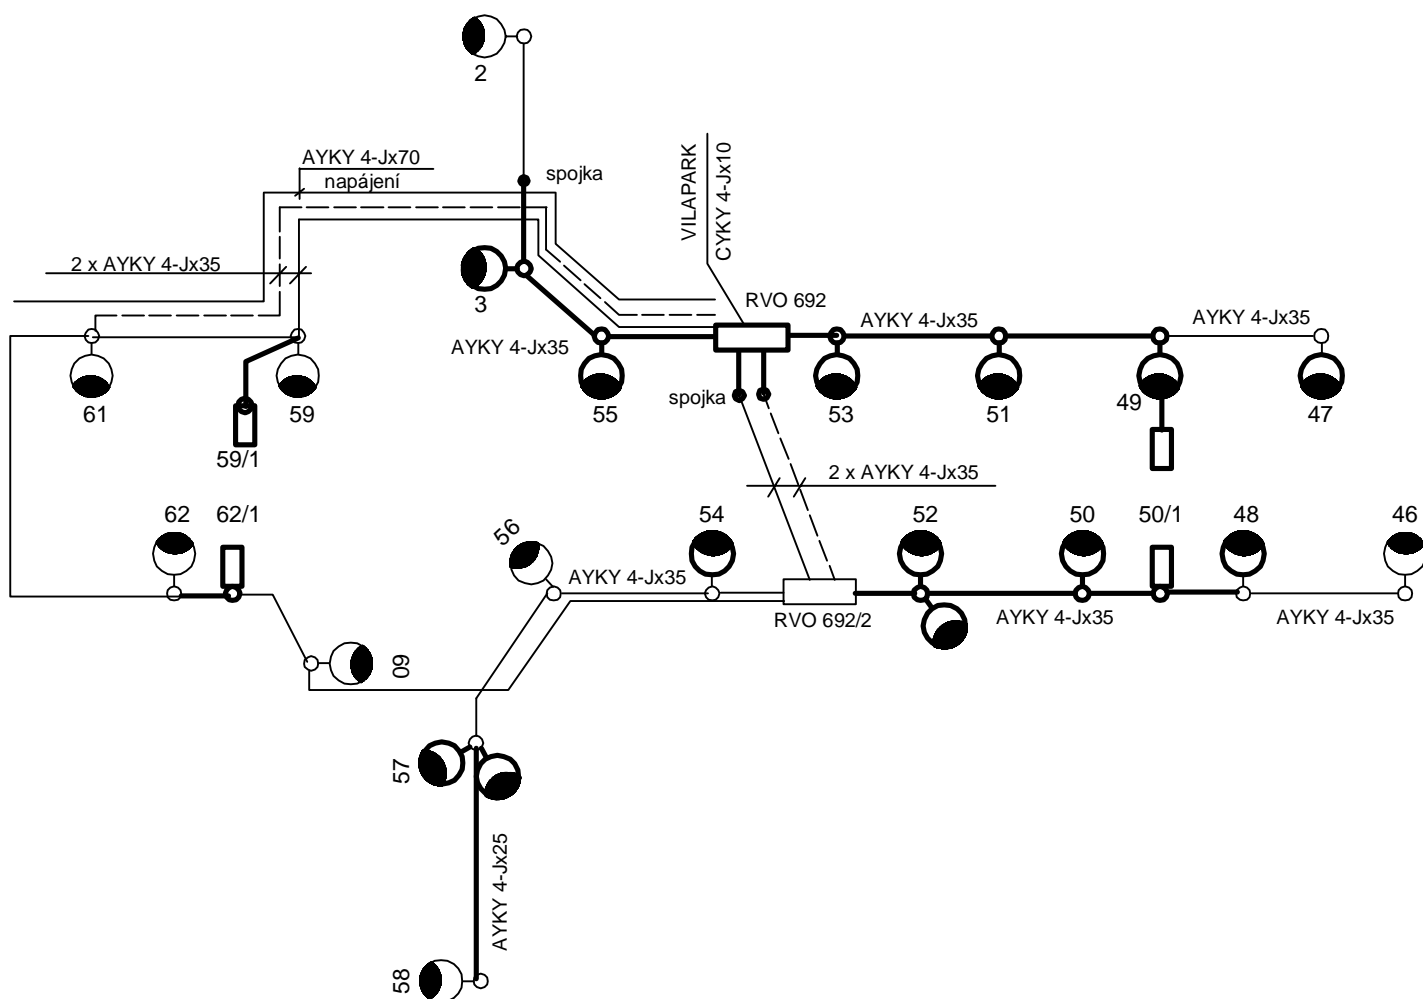 2
AYKY 4-Jx70
napájení
spojka
VILAPARK
CYKY 4-Jx10
2 x AYKY 4-Jx35
3
RVO 692
AYKY 4-Jx35
AYKY 4-Jx35
AYKY 4-Jx35
61
59
55
spojka
53
51
49
47
59/1
2 x AYKY 4-Jx35
62
62/1
56
54
52
50
50/1
48
46
AYKY 4-Jx35
RVO 692/2
AYKY 4-Jx35
AYKY 4-Jx35
60
57
AYKY 4-Jx25
58